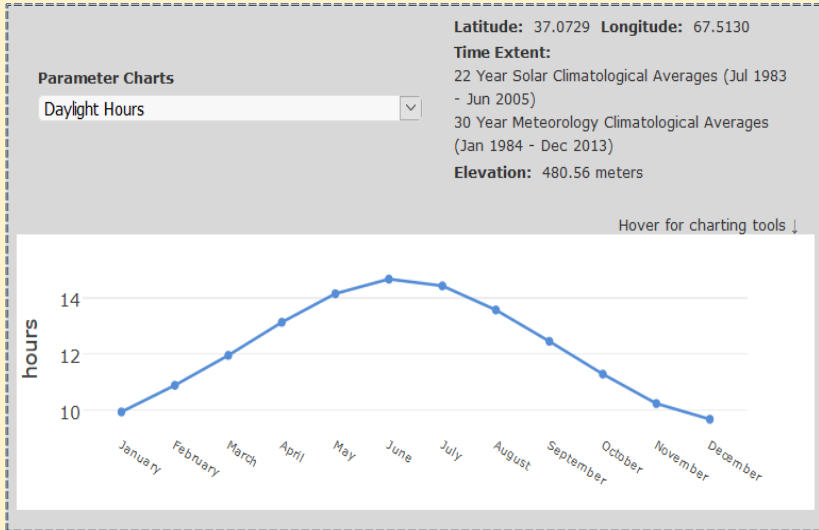 Latitude: 37.0729 Longitude: 67.5130
Time Extent:
22 Year Solar Climatological Averages (Jul 1983
- Jun 2005)
30 Year Meteorology Climatological Averages
(Jan 1984 - Dec 2013)
Elevation: 480.56 meters
Parameter Charts
Daylight Hours
Hover for charting tools ↓
hours
14
12
10
January
February
March
April
May
June
July
August
September
October
November
December